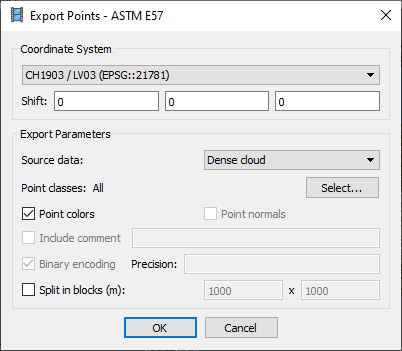 Export Points - ASTM E57
Coordinate System
CH1903 / LV03 (EPSG::21781)
Shift: 0 0 0
Export Parameters
Source data: Dense cloud
Point classes: All Select...
Point colors Point normals
Include comment
Binary encoding Precision:
Split in blocks (m): 1000 x 1000
OK Cancel